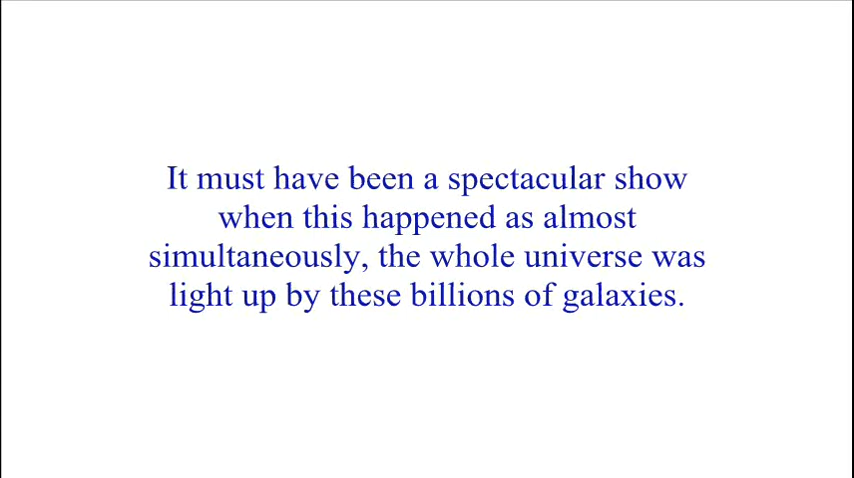 It must have been a spectacular show
when this happened as almost
simultaneously, the whole universe was
light up by these billions of galaxies.